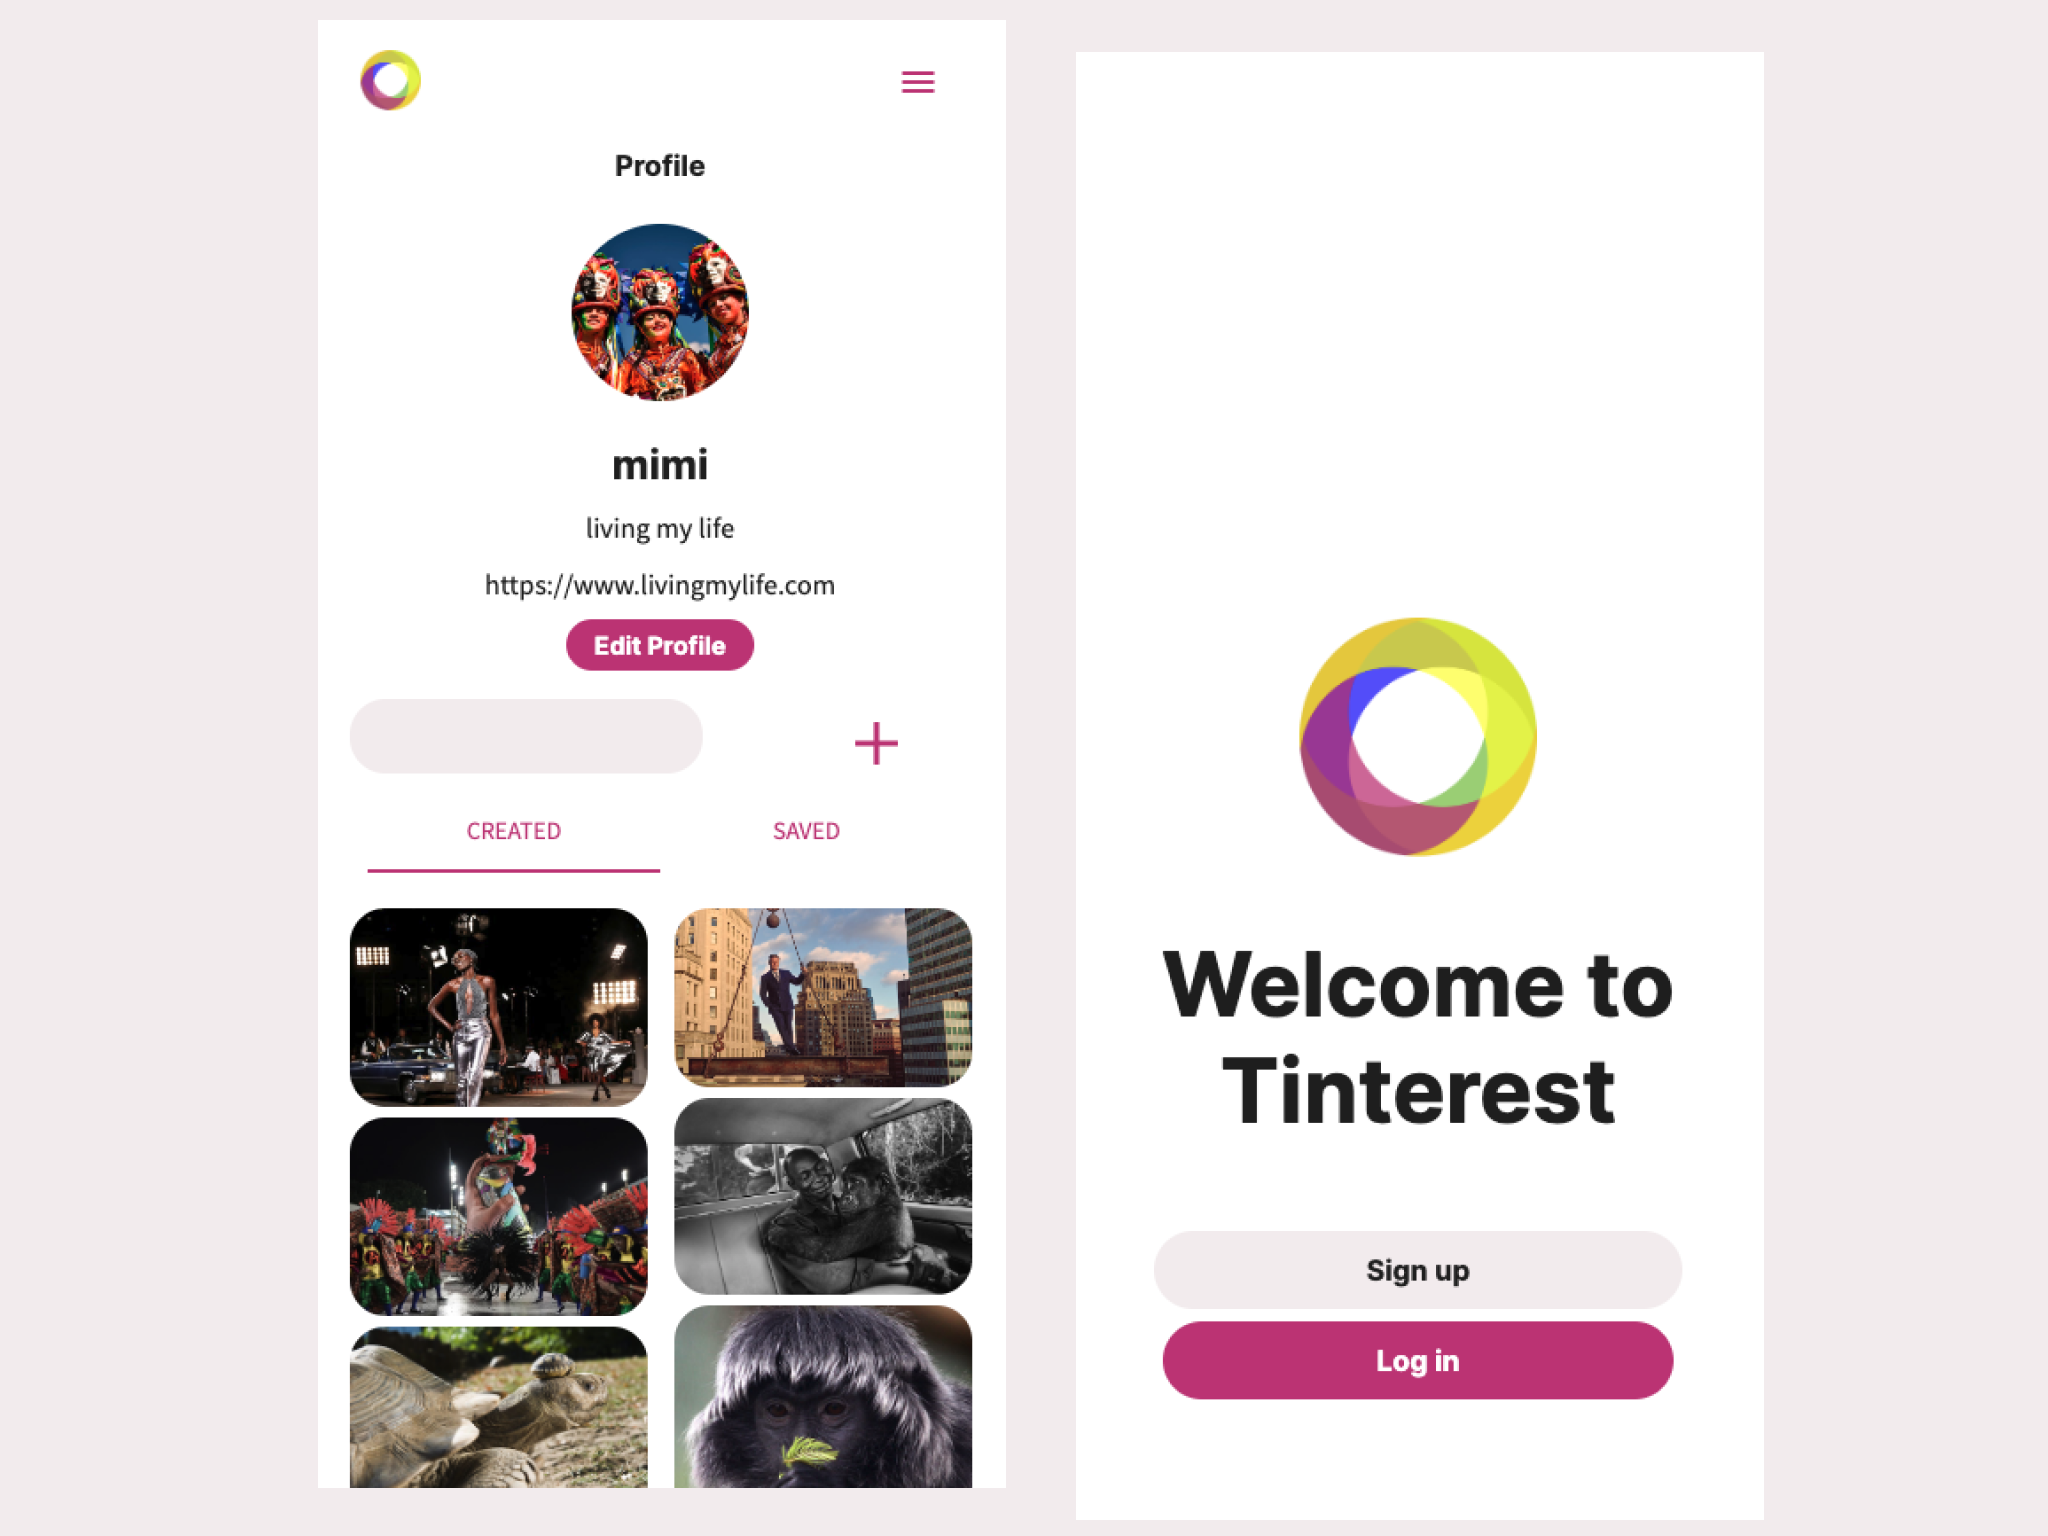 Profile
mimi
living my life
https://www.livingmylife.com
Edit Profile
CREATED
SAVED
Welcome to
Tinterest
Sign up
Log in